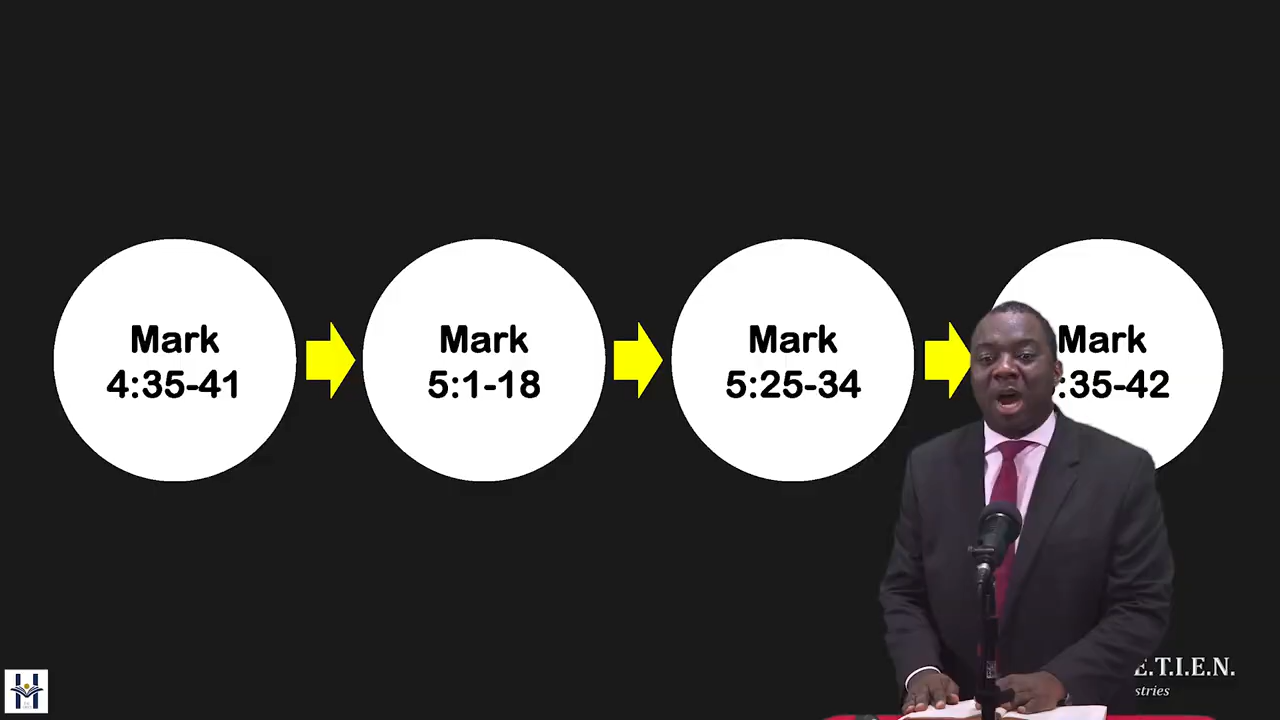 Mark
4:35-41
Mark
5:1-18
Mark
5:25-34
Mark
:35-42
E.T.I.E.N.
stries